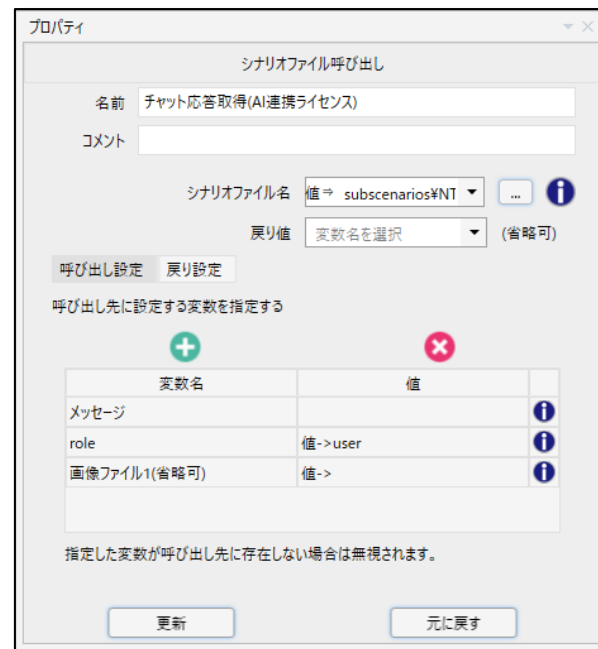 プロパティ
シナリオファイル呼び出し
名前 チャット応答取得(AI連携ライセンス)
コメント
シナリオファイル名 値⇒ subscenarios¥NT ...
戻り値 変数名を選択 (省略可)
呼び出し設定 戻り設定
呼び出し先に設定する変数を指定する
変数名 値
メッセージ
role 値->user
画像ファイル1(省略可) 値->
指定した変数が呼び出し先に存在しない場合は無視されます。
更新 元に戻す